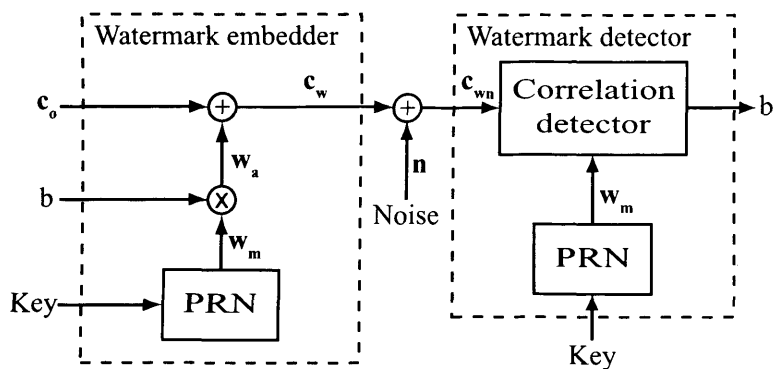 Watermark embedder
Watermark detector
c_o
+
c_w
+
c_wn
Correlation
detector
b
w_a
n
b
x
Noise
w_m
w_m
Key
PRN
PRN
Key